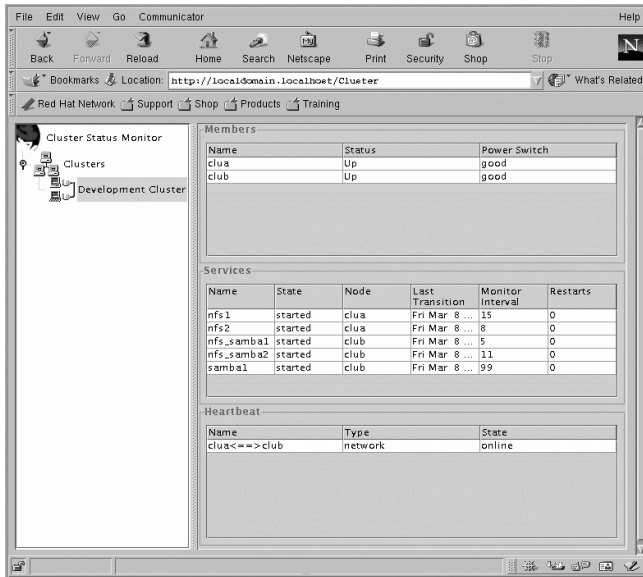 File Edit View Go Communicator Help
Back Forward Reload Home Search Netscape Print Security Shop Stop
My
N
Bookmarks Location: http://localdomain.localhost/Cluster What's Related
Red Hat Network Support Shop Products Training
Cluster Status Monitor
Clusters
Development Cluster
Members
Name Status Power Switch
clua Up good
club Up good
Services
Name State Node Last Transition Monitor Interval Restarts
nfs1 started clua Fri Mar 8 ... 15 0
nfs2 started clua Fri Mar 8 ... 8 0
nfs_samba1 started club Fri Mar 8 ... 5 0
nfs_samba2 started club Fri Mar 8 ... 11 0
samba1 started club Fri Mar 8 ... 99 0
Heartbeat
Name Type State
clua<==>club network online